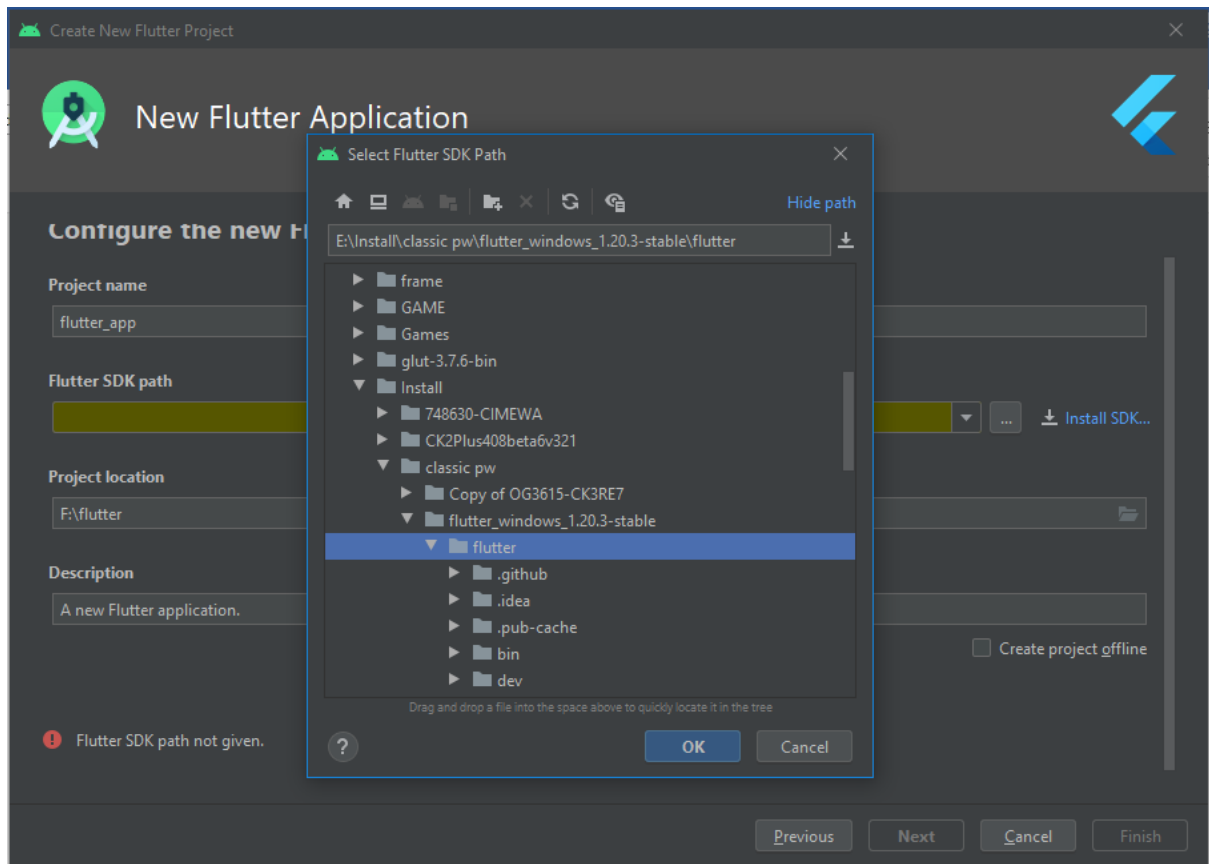 Create New Flutter Project
New Flutter Application
Select Flutter SDK Path
Hide path
E:\Install\classic pw\flutter_windows_1.20.3-stable\flutter
Configure the new Fl
frame
GAME
Games
glut-3.7.6-bin
Install
748630-CIMEWA
CK2Plus408beta6v321
classic pw
Copy of OG3615-CK3RE7
flutter_windows_1.20.3-stable
flutter
.github
.idea
.pub-cache
bin
dev
Drag and drop a file into the space above to quickly locate it in the tree
?
OK
Cancel
Project name
flutter_app
Flutter SDK path
...
Install SDK...
Project location
F:\flutter
Description
A new Flutter application.
Create project offline
Flutter SDK path not given.
Previous
Next
Cancel
Finish